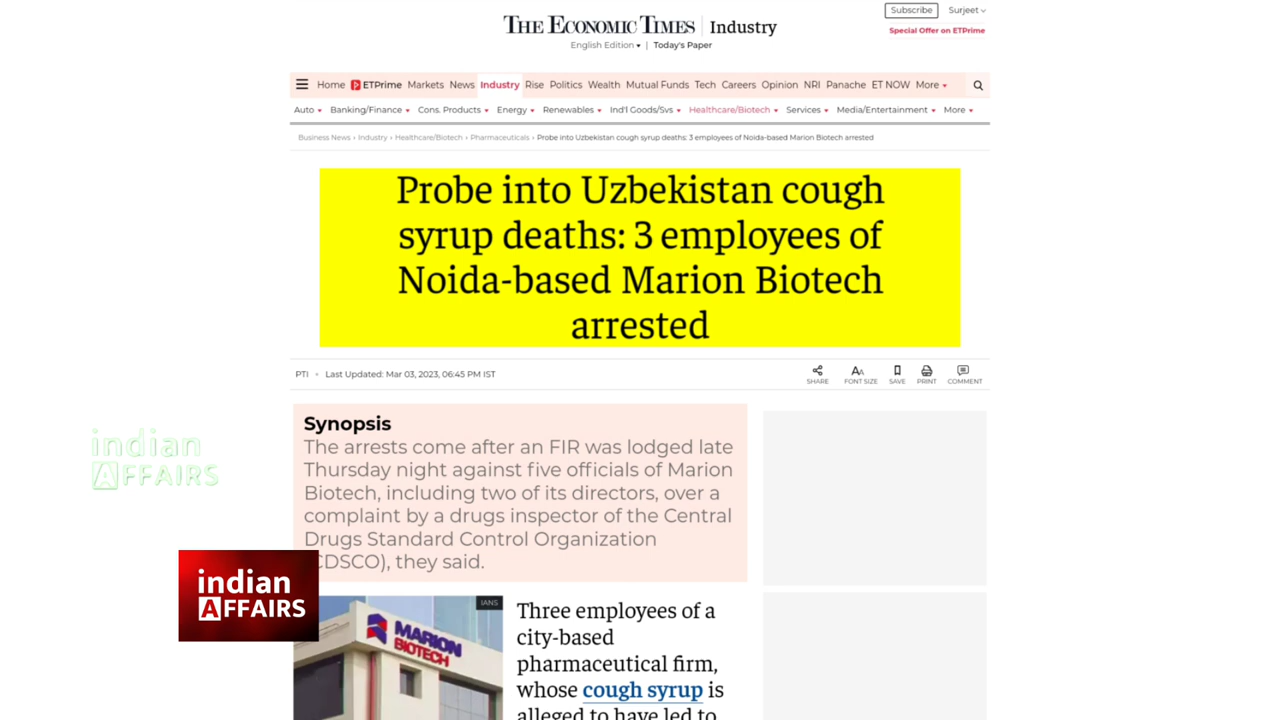 Subscribe
Surjeet
THE ECONOMIC TIMES | Industry
Special Offer on ETPrime
English Edition | Today's Paper
Home ETPrime Markets News Industry Rise Politics Wealth Mutual Funds Tech Careers Opinion NRI Panache ET NOW More
Auto Banking/Finance Cons. Products Energy Renewables Ind'l Goods/Svs Healthcare/Biotech Services Media/Entertainment More
Business News › Industry › Healthcare/Biotech › Pharmaceuticals › Probe into Uzbekistan cough syrup deaths: 3 employees of Noida-based Marion Biotech arrested
Probe into Uzbekistan cough
syrup deaths: 3 employees of
Noida-based Marion Biotech
arrested
PTI • Last Updated: Mar 03, 2023, 06:45 PM IST
SHARE
FONT SIZE
SAVE
PRINT
COMMENT
Synopsis
The arrests come after an FIR was lodged late
Thursday night against five officials of Marion
Biotech, including two of its directors, over a
complaint by a drugs inspector of the Central
Drugs Standard Control Organization
CDSCO), they said.
indian
AFFAIRS
indian
AFFAIRS
IANS
MARION
BIOTECH
Three employees of a
city-based
pharmaceutical firm,
whose cough syrup is
alleged to have led to